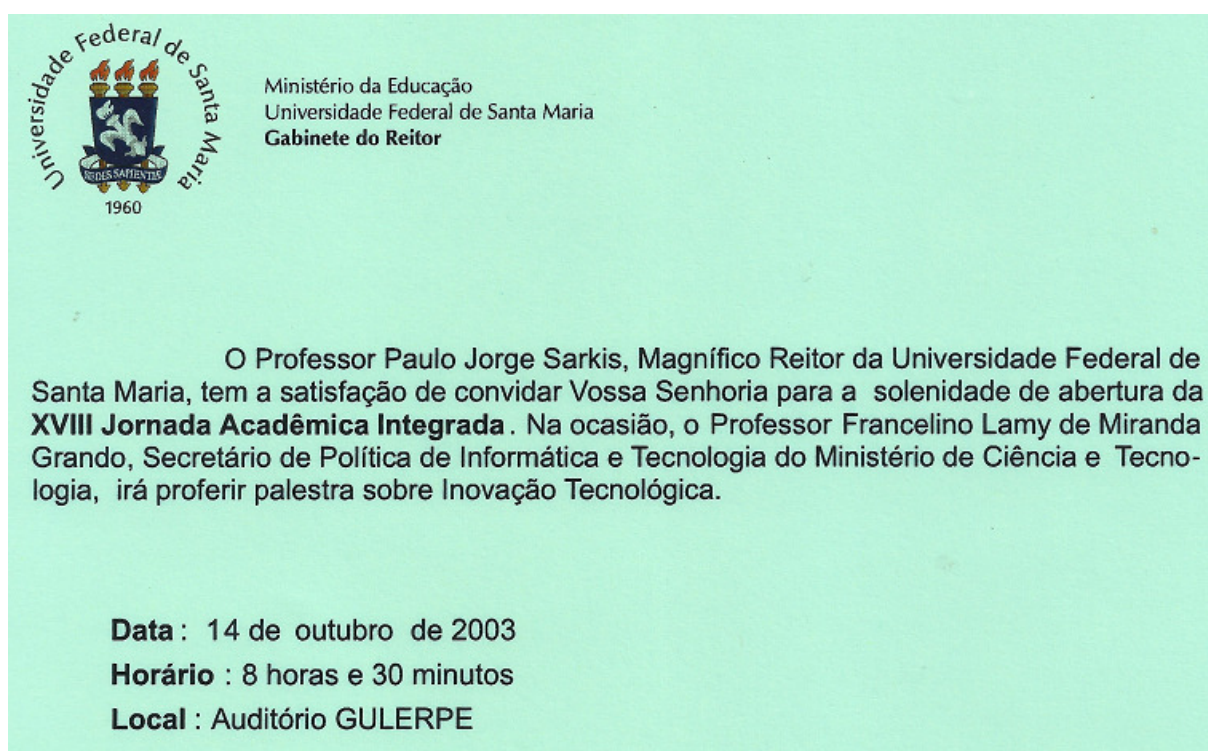 Universidade Federal de Santa Maria
SEDES SAPIENTIAE
1960
Ministério da Educação
Universidade Federal de Santa Maria
Gabinete do Reitor
O Professor Paulo Jorge Sarkis, Magnífico Reitor da Universidade Federal de
Santa Maria, tem a satisfação de convidar Vossa Senhoria para a solenidade de abertura da
XVIII Jornada Acadêmica Integrada. Na ocasião, o Professor Francelino Lamy de Miranda
Grando, Secretário de Política de Informática e Tecnologia do Ministério de Ciência e Tecno-
logia, irá proferir palestra sobre Inovação Tecnológica.
Data : 14 de outubro de 2003
Horário : 8 horas e 30 minutos
Local : Auditório GULERPE